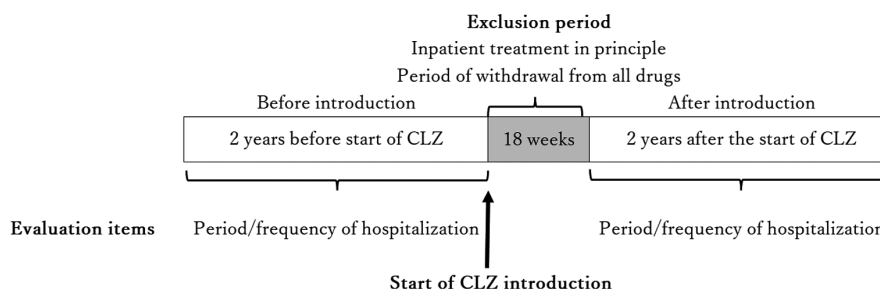 Exclusion period
Inpatient treatment in principle
Period of withdrawal from all drugs
Before introduction
After introduction
2 years before start of CLZ
18 weeks
2 years after the start of CLZ
Evaluation items
Period/frequency of hospitalization
Period/frequency of hospitalization
Start of CLZ introduction